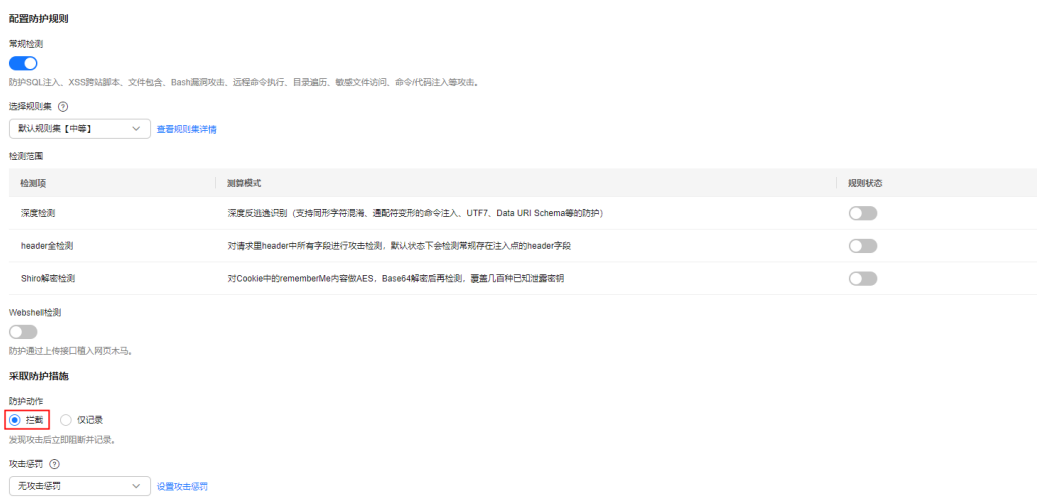 配置防护规则
常规检测
防护SQL注入、XSS跨站脚本、文件包含、Bash漏洞攻击、远程命令执行、目录遍历、敏感文件访问、命令/代码注入等攻击。
选择规则集 ?
默认规则集【中等】 查看规则集详情
检测范围
检测项 测算模式 规则状态
深度检测 深度反逃逸识别（支持同形字符混淆、通配符变形的命令注入、UTF7、Data URI Schema等的防护）
header全检测 对请求里header中所有字段进行攻击检测，默认状态下会检测常规存在注入点的header字段
Shiro解密检测 对Cookie中的rememberMe内容做AES，Base64解密后再检测，覆盖几百种已知泄露密钥
Webshell检测
防护通过上传接口植入网页木马。
采取防护措施
防护动作
拦截 仅记录
发现攻击后立即阻断并记录。
攻击惩罚 ?
无攻击惩罚 设置攻击惩罚